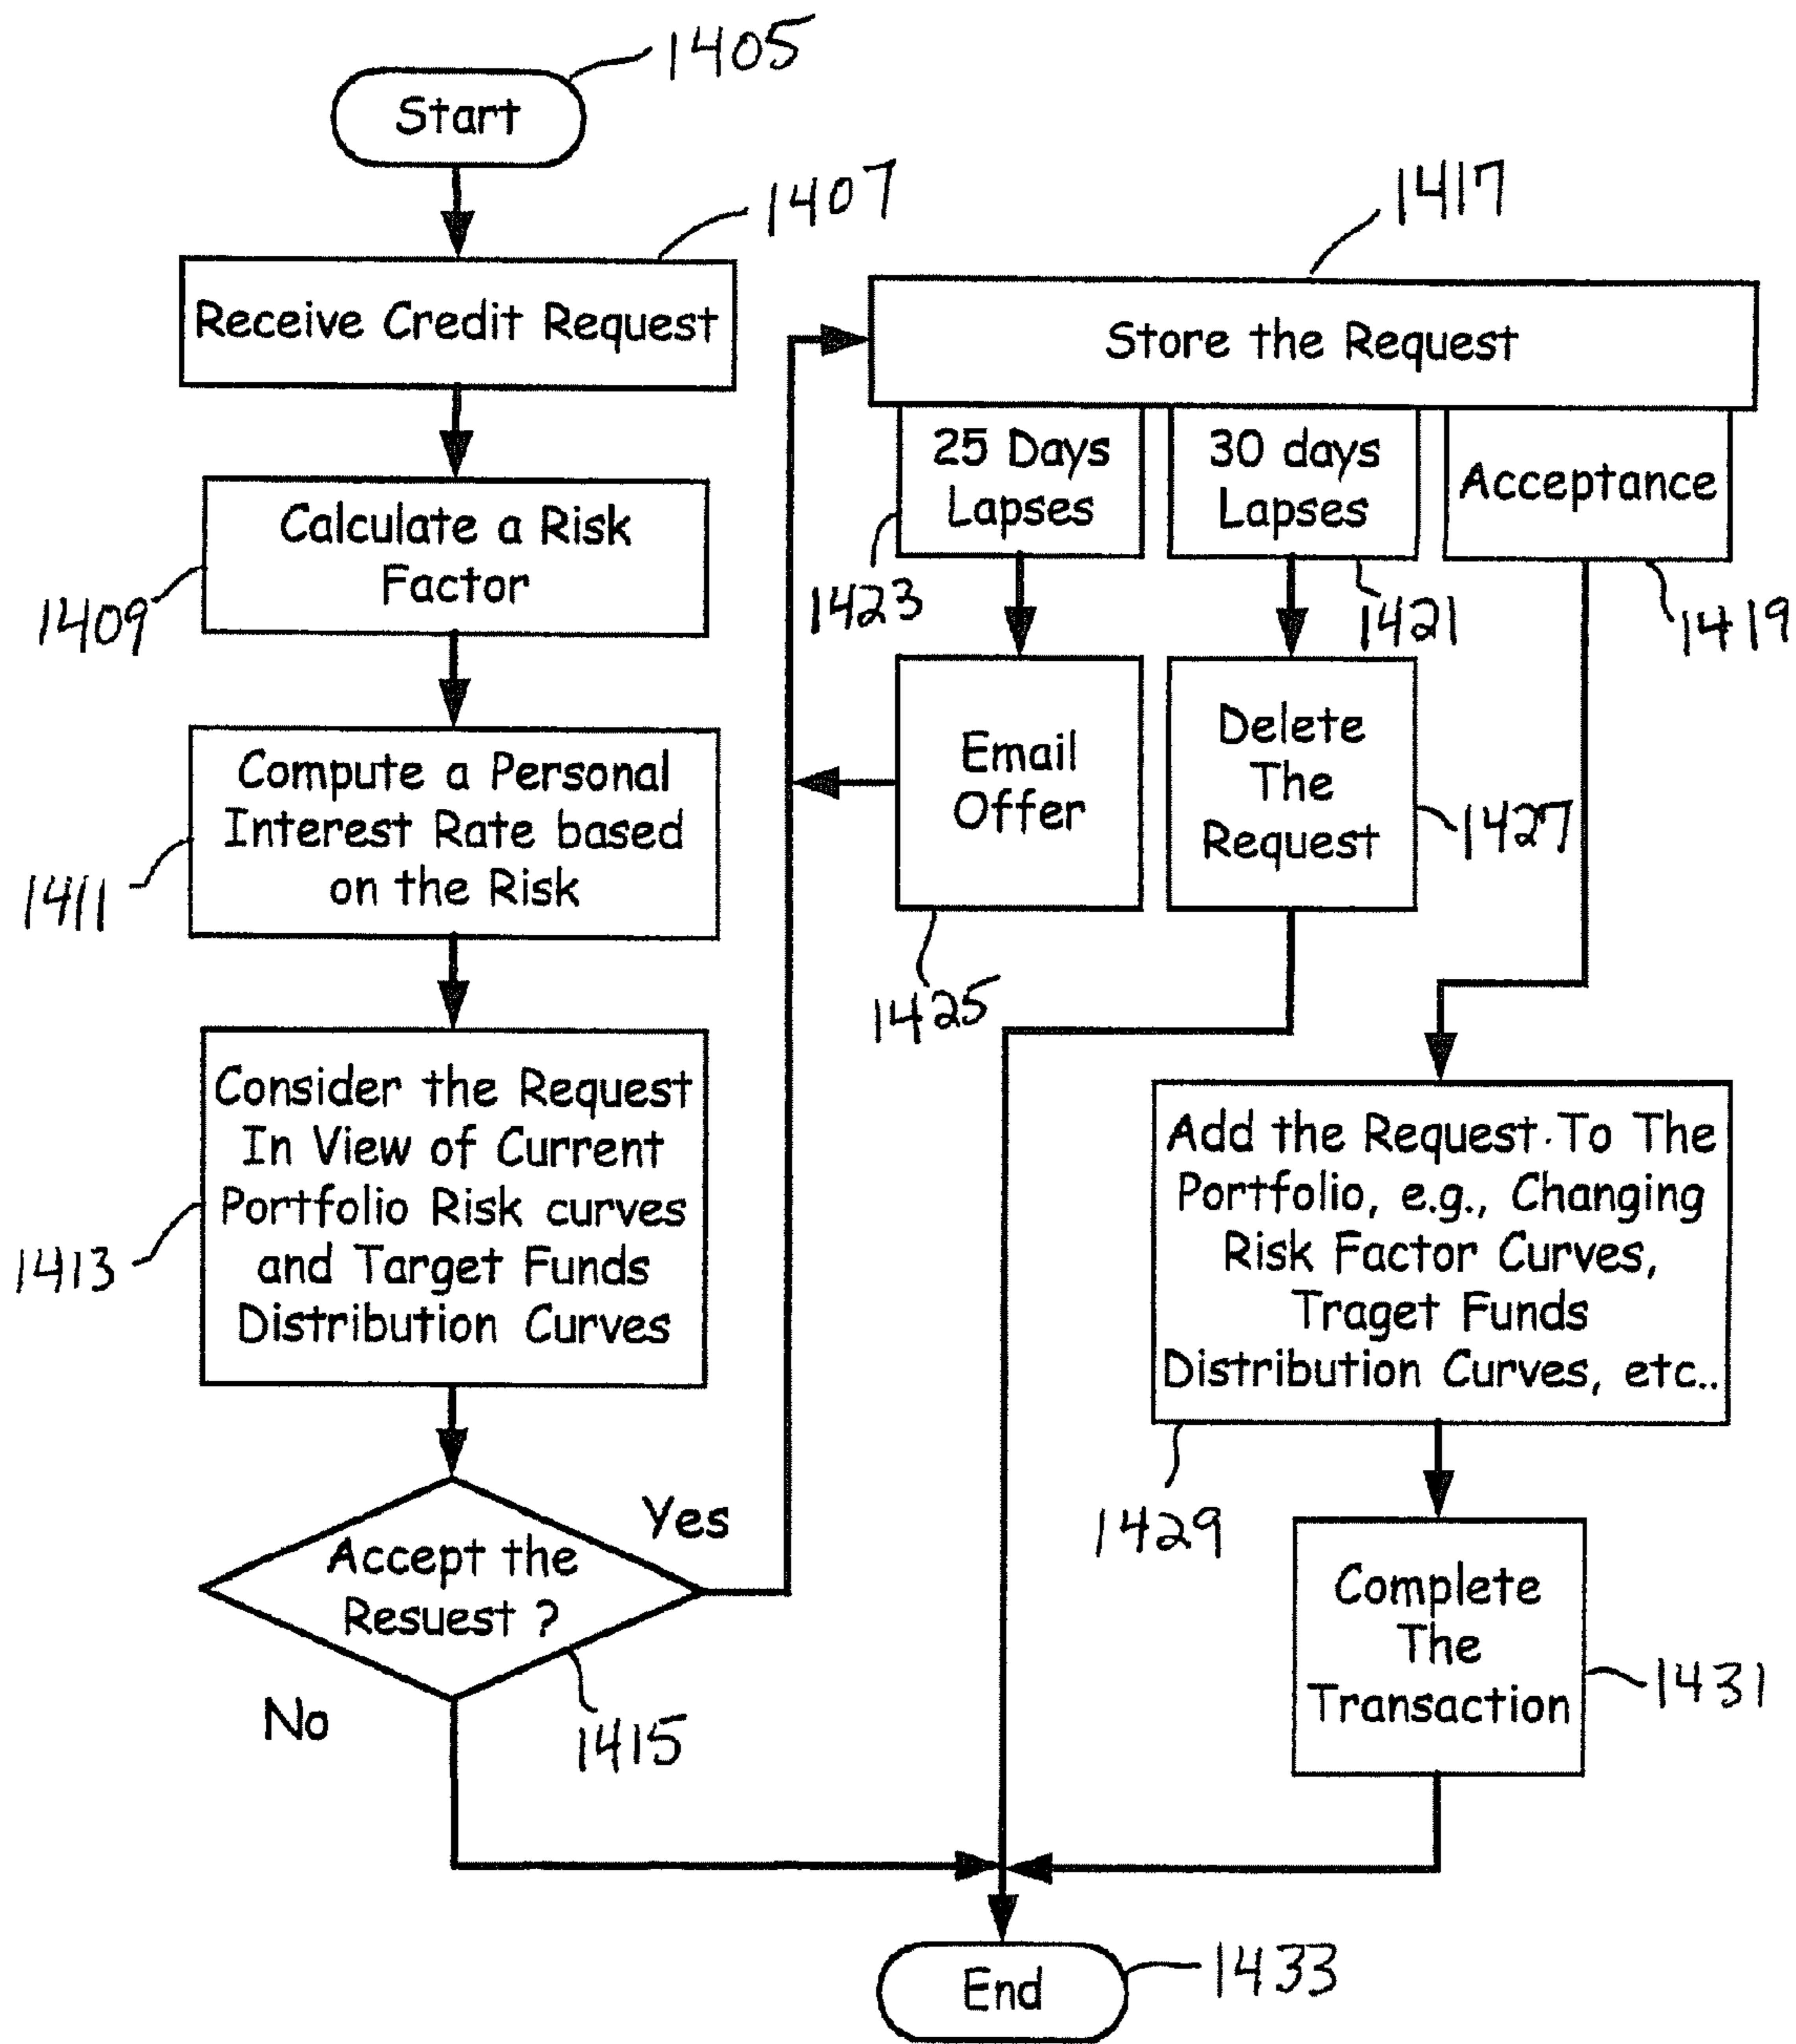 1405
Start
1407
Receive Credit Request
Calculate a Risk
Factor
1409
Compute a Personal
Interest Rate based
on the Risk
1411
Consider the Request
In View of Current
Portfolio Risk curves
and Target Funds
Distribution Curves
1413
Yes
Accept the
Resuest ?
No
1415
1417
Store the Request
25 Days
Lapses
30 days
Lapses
Acceptance
1423
1421
1419
Email
Offer
Delete
The
Request
1427
1425
Add the Request To The
Portfolio, e.g., Changing
Risk Factor Curves,
Traget Funds
Distribution Curves, etc..
1429
Complete
The
Transaction
1431
End
1433